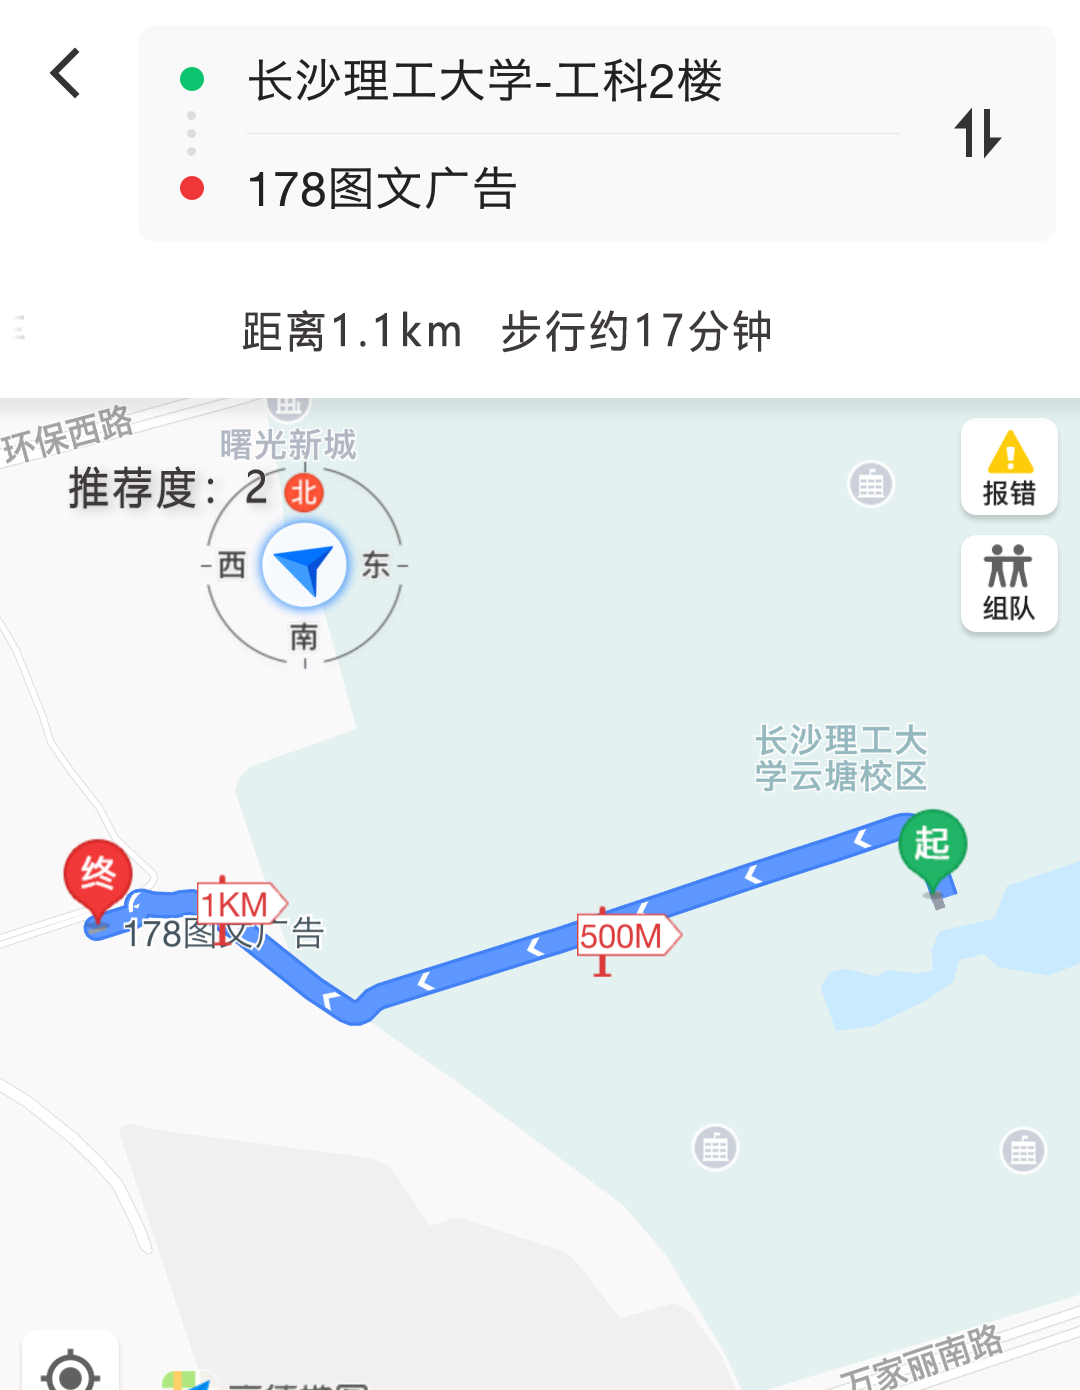 长沙理工大学-工科2楼
178图文广告
距离1.1km 步行约17分钟
环保西路
曙光新城
推荐度：2
北
西
东
南
报错
组队
长沙理工大
学云塘校区
起
终
1KM
178图文广告
500M
万家丽南路